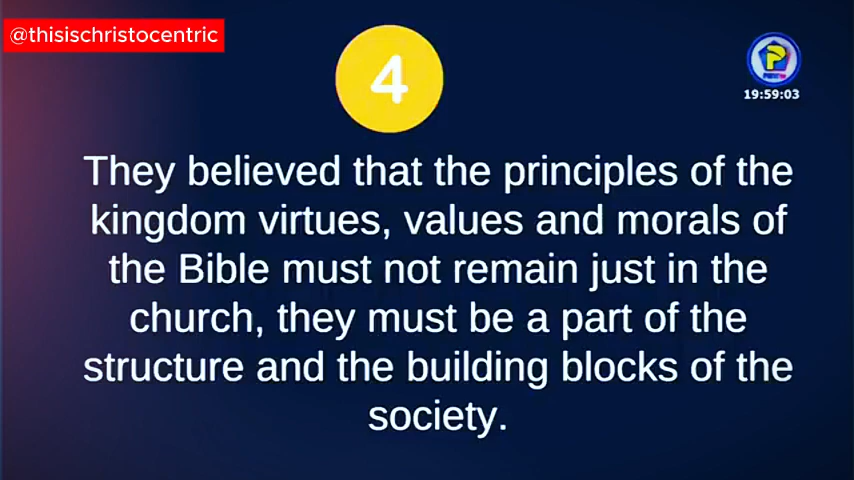 @thisischristocentric
4
P
19:59:03
They believed that the principles of the
kingdom virtues, values and morals of
the Bible must not remain just in the
church, they must be a part of the
structure and the building blocks of the
society.